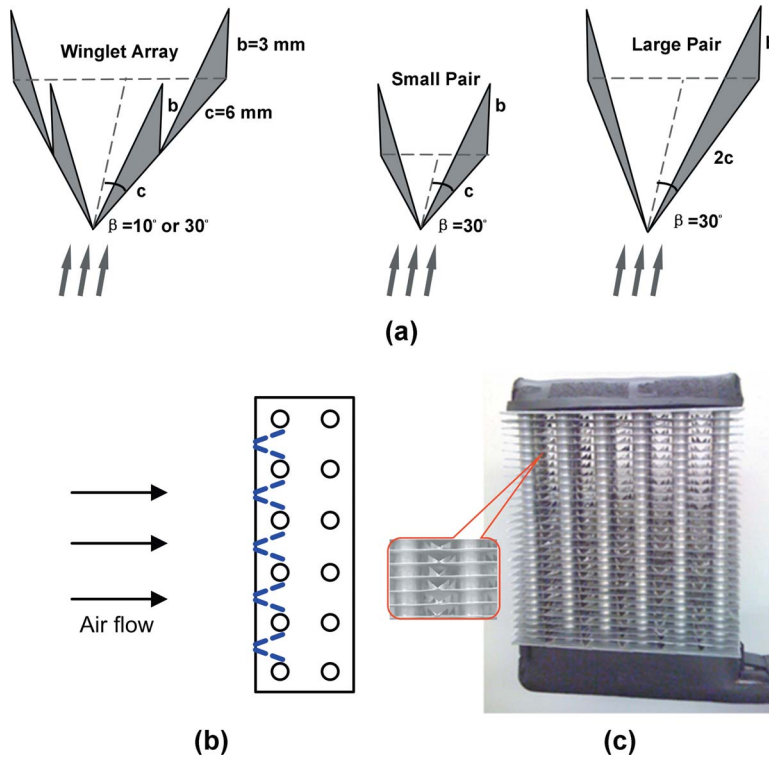 Winglet Array
b=3 mm
b
c=6 mm
c
β =10° or 30°
Small Pair
b
c
β =30°
Large Pair
2c
β =30°
(a)
Air flow
(b)
(c)